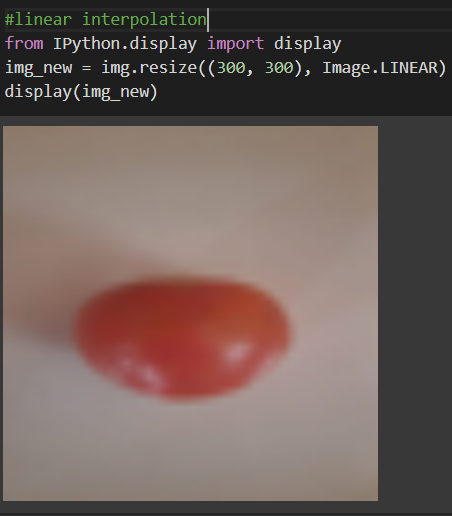 #linear interpolation
from IPython.display import display
img_new = img.resize((300, 300), Image.LINEAR)
display(img_new)